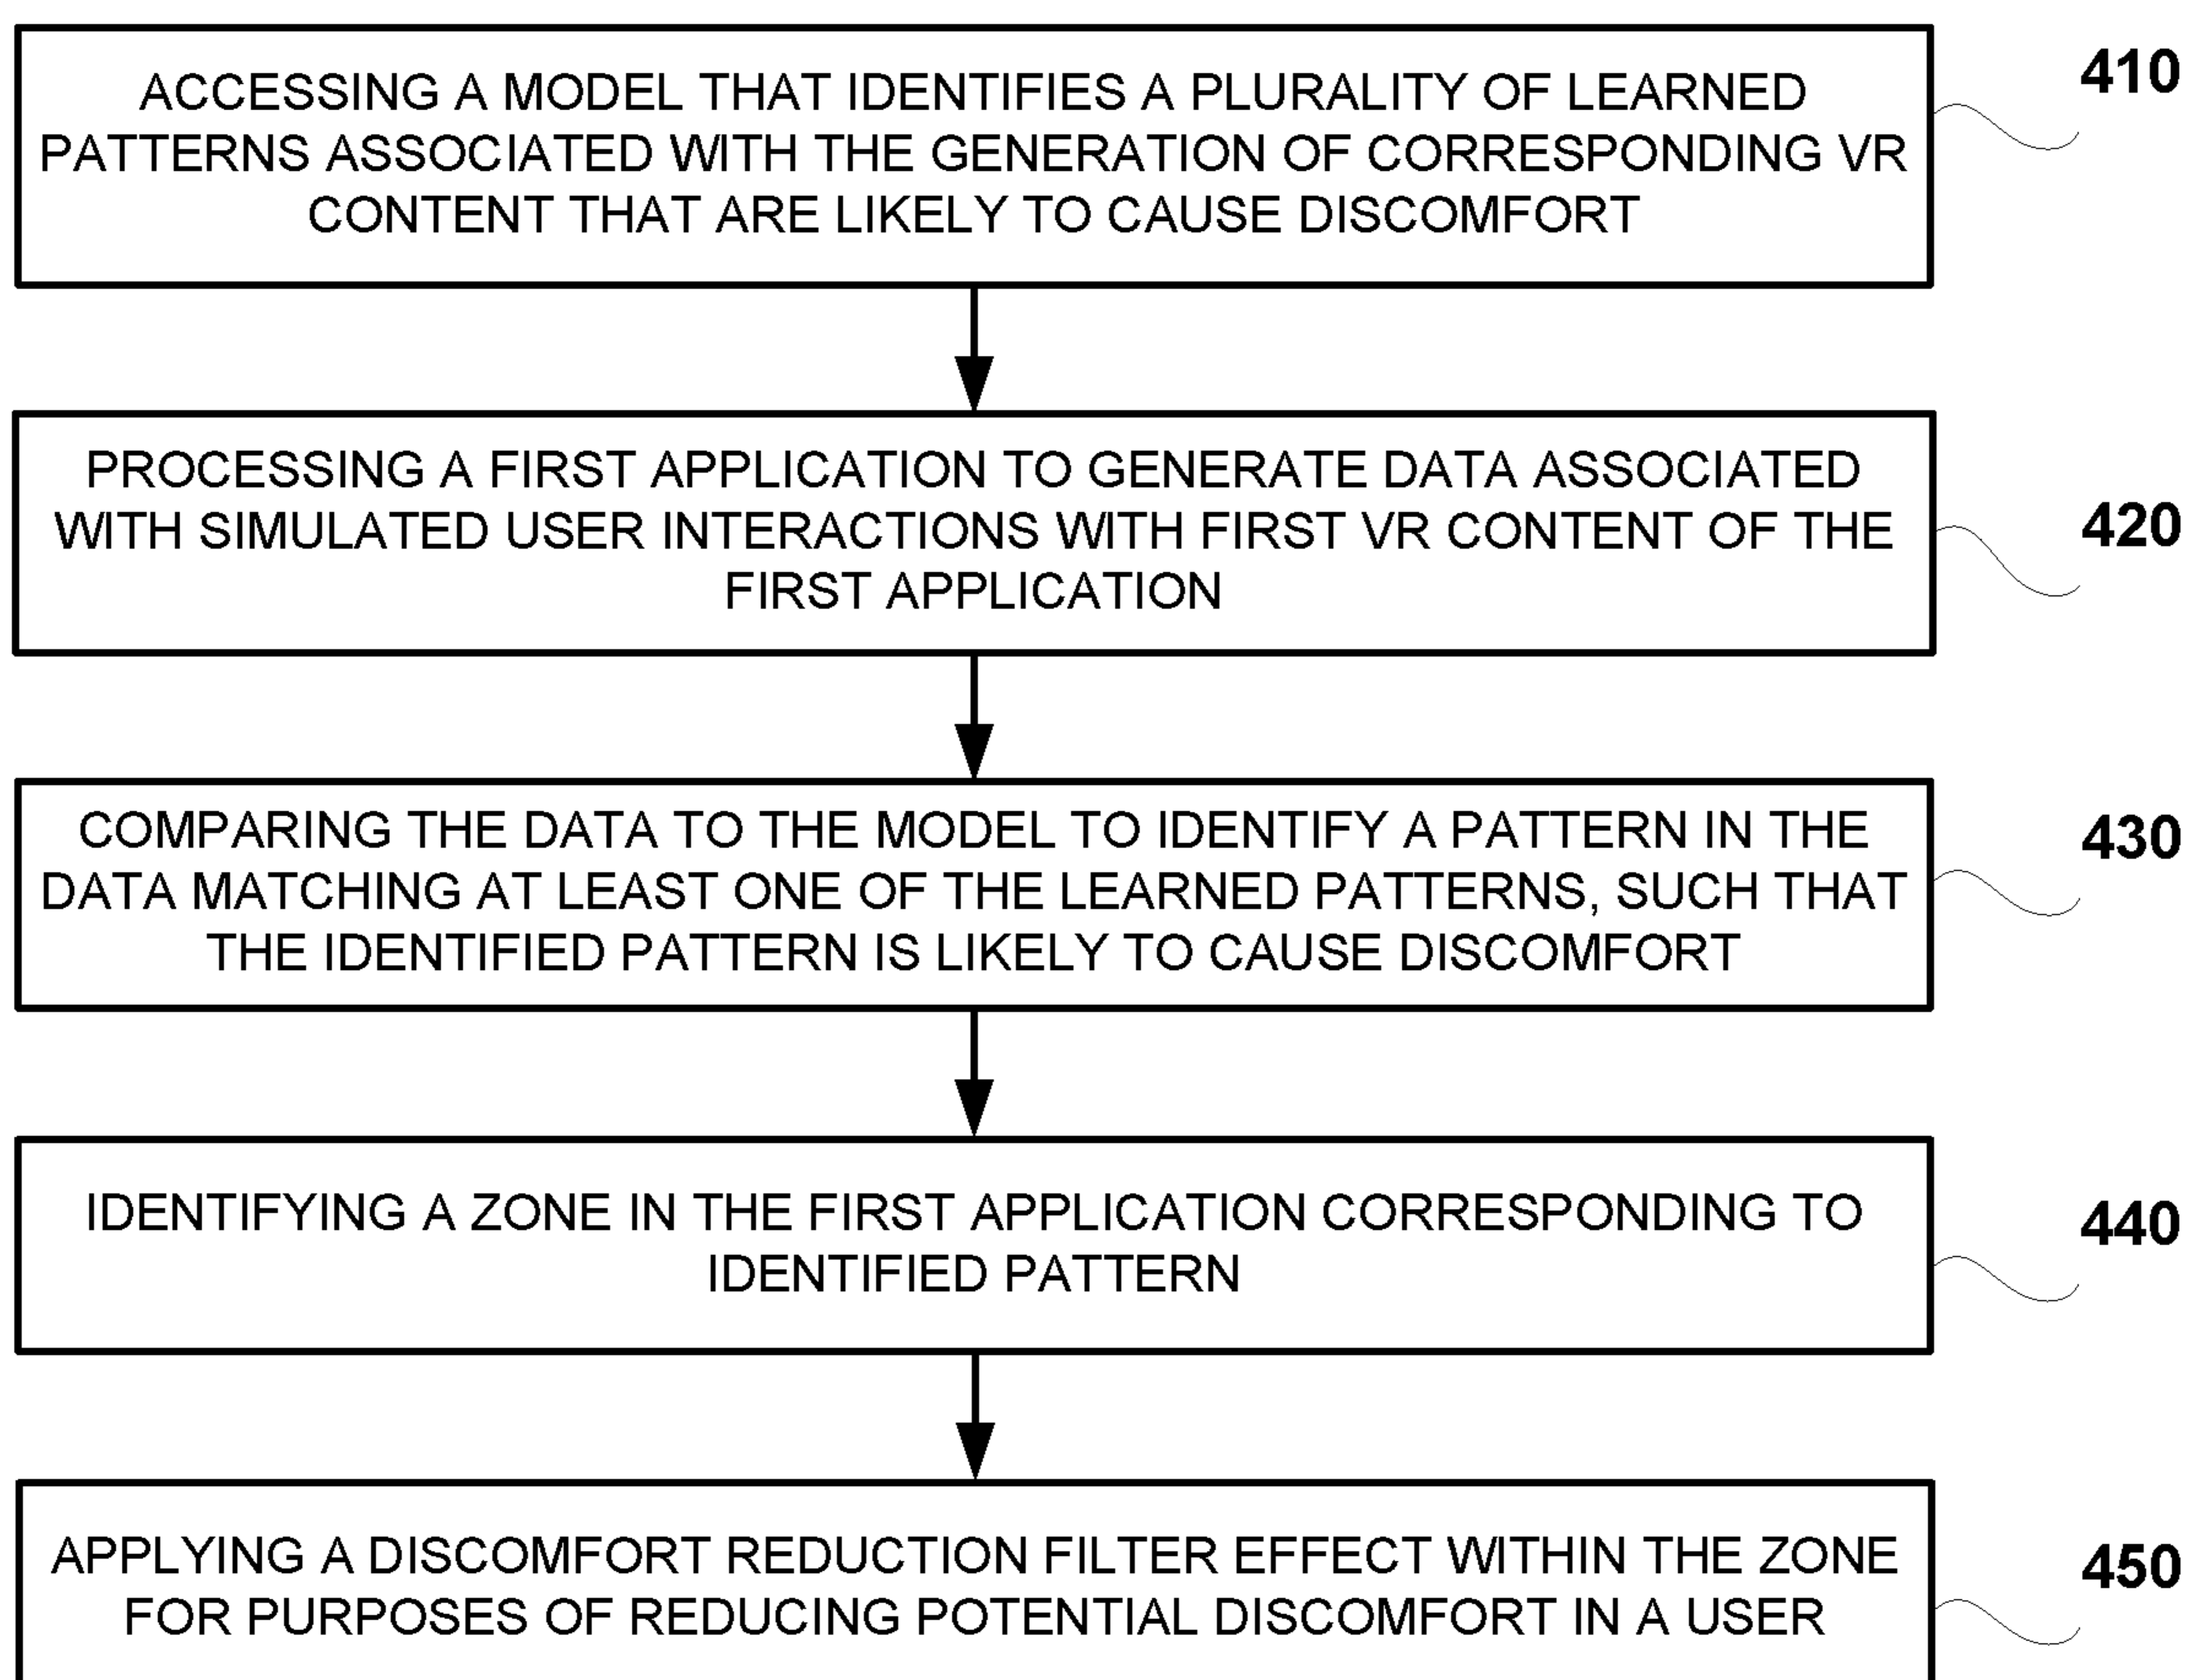 ACCESSING A MODEL THAT IDENTIFIES A PLURALITY OF LEARNED
PATTERNS ASSOCIATED WITH THE GENERATION OF CORRESPONDING VR
CONTENT THAT ARE LIKELY TO CAUSE DISCOMFORT
410
PROCESSING A FIRST APPLICATION TO GENERATE DATA ASSOCIATED
WITH SIMULATED USER INTERACTIONS WITH FIRST VR CONTENT OF THE
FIRST APPLICATION
420
COMPARING THE DATA TO THE MODEL TO IDENTIFY A PATTERN IN THE
DATA MATCHING AT LEAST ONE OF THE LEARNED PATTERNS, SUCH THAT
THE IDENTIFIED PATTERN IS LIKELY TO CAUSE DISCOMFORT
430
IDENTIFYING A ZONE IN THE FIRST APPLICATION CORRESPONDING TO
IDENTIFIED PATTERN
440
APPLYING A DISCOMFORT REDUCTION FILTER EFFECT WITHIN THE ZONE
FOR PURPOSES OF REDUCING POTENTIAL DISCOMFORT IN A USER
450